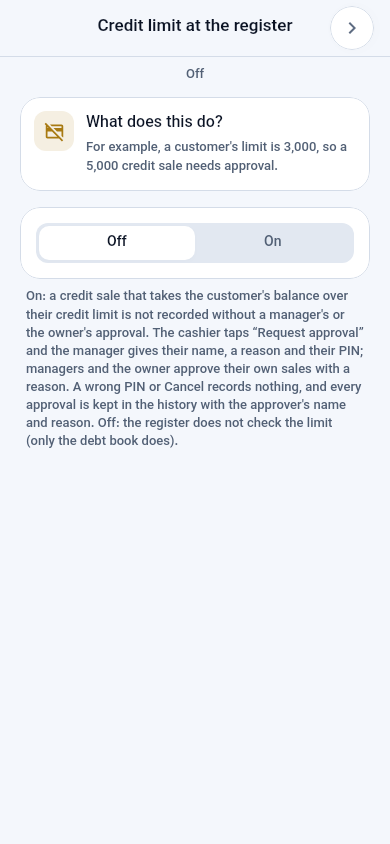 Credit limit at the register
Off
What does this do?
For example, a customer's limit is 3,000, so a
5,000 credit sale needs approval.
Off
On
On: a credit sale that takes the customer's balance over
their credit limit is not recorded without a manager's or
the owner's approval. The cashier taps “Request approval”
and the manager gives their name, a reason and their PIN;
managers and the owner approve their own sales with a
reason. A wrong PIN or Cancel records nothing, and every
approval is kept in the history with the approver's name
and reason. Off: the register does not check the limit
(only the debt book does).